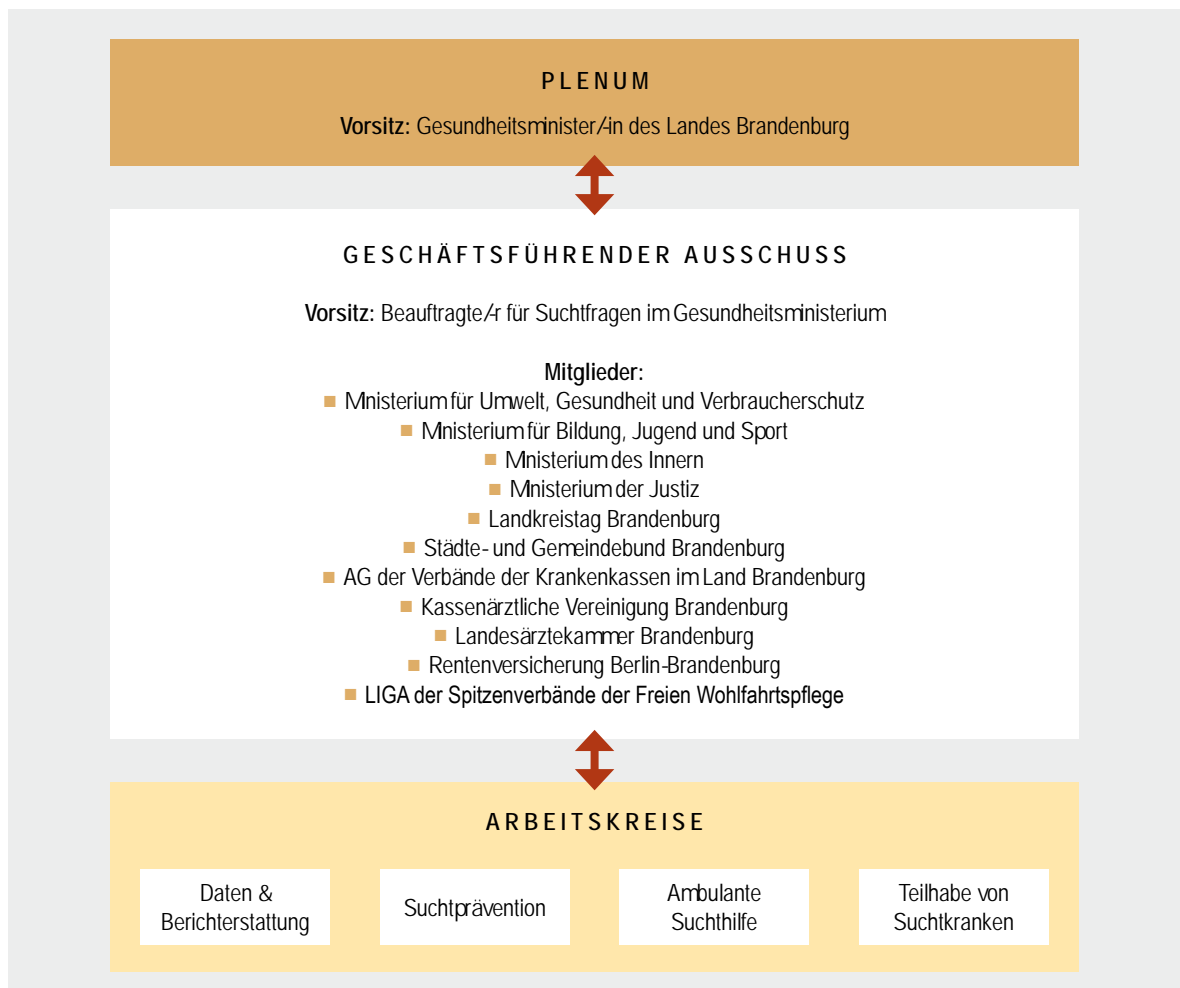 PLENUM
Vorsitz: Gesundheitsminister/-in des Landes Brandenburg
GESCHÄFTSFÜHRENDER AUSSCHUSS
Vorsitz: Beauftragte/-r für Suchtfragen im Gesundheitsministerium
Mitglieder:
■ Ministerium für Umwelt, Gesundheit und Verbraucherschutz
■ Ministerium für Bildung, Jugend und Sport
■ Ministerium des Innern
■ Ministerium der Justiz
■ Landkreistag Brandenburg
■ Städte- und Gemeindebund Brandenburg
■ AG der Verbände der Krankenkassen im Land Brandenburg
■ Kassenärztliche Vereinigung Brandenburg
■ Landesärztekammer Brandenburg
■ Rentenversicherung Berlin-Brandenburg
■ LIGA der Spitzenverbände der Freien Wohlfahrtspflege
ARBEITSKREISE
Daten &
Berichterstattung
Suchtprävention
Ambulante
Suchthilfe
Teilhabe von
Suchtkranken